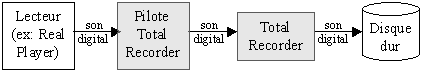 Lecteur
(ex: Real
Player)
son
digital
Pilote
Total
Recorder
son
digital
Total
Recorder
son
digital
Disque
dur